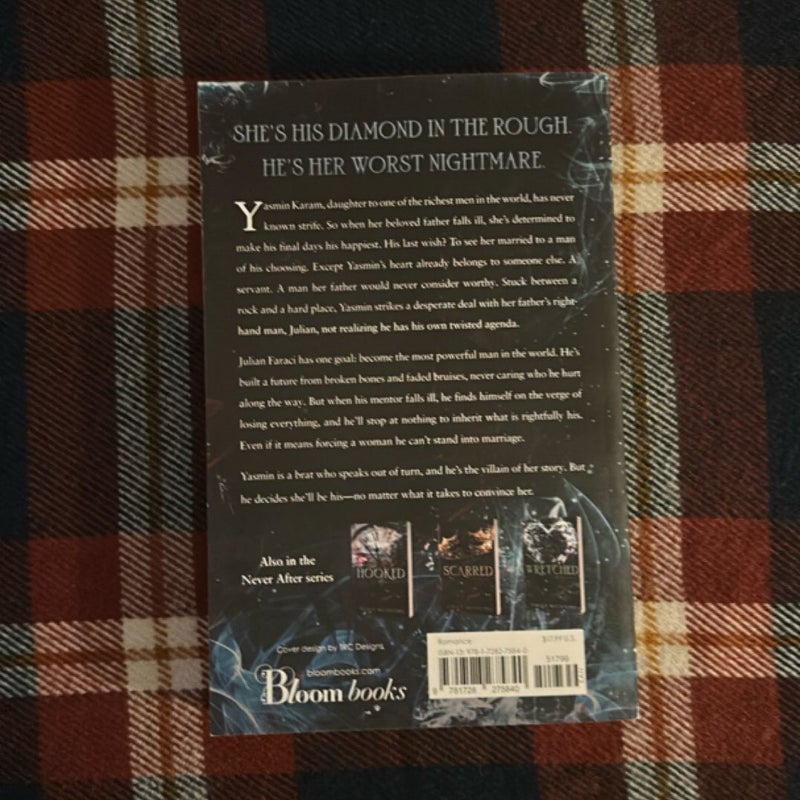 SHE'S HIS DIAMOND IN THE ROUGH.
HE'S HER WORST NIGHTMARE.
Yasmin Karam, daughter to one of the richest men in the world, has never
known strife. So when her beloved father falls ill, she's determined to
make his final days his happiest. His last wish? To see her married to a man
of his choosing. Except Yasmin's heart already belongs to someone else. A
servant. A man her father would never consider worthy. Stuck between a
rock and a hard place, Yasmin strikes a desperate deal with her father's right-
hand man, Julian, not realizing he has his own twisted agenda.
Julian Faraci has one goal: become the most powerful man in the world. He's
built a future from broken bones and faded bruises, never caring who he hurt
along the way. But when his mentor falls ill, he finds himself on the verge of
losing everything, and he'll stop at nothing to inherit what is rightfully his.
Even if it means forcing a woman he can't stand into marriage.
Yasmin is a brat who speaks out of turn, and he's the villain of her story. But
he decides she'll be his—no matter what it takes to convince her.
Also in the
Never After series
HOOKED
SCARRED
WRETCHED
Cover design by TRC Designs
bloombooks.com
Bloom books
Romance $17.99 U.S.
ISBN-13: 978-1-7282-7584-0
51799
9 781728 275840